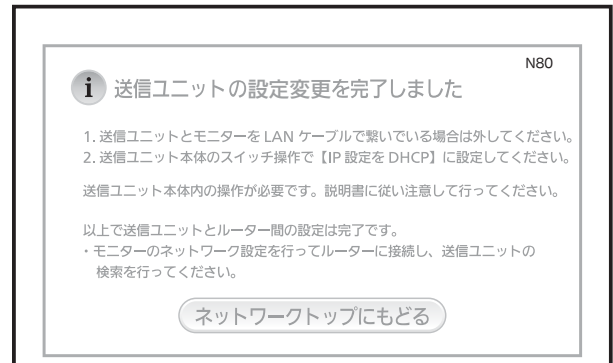 N80
i 送信ユニットの設定変更を完了しました
1. 送信ユニットとモニターを LAN ケーブルで繋いでいる場合は外してください。
2. 送信ユニット本体のスイッチ操作で【IP 設定を DHCP】に設定してください。
送信ユニット本体内の操作が必要です。説明書に従い注意して行ってください。
以上で送信ユニットとルーター間の設定は完了です。
・モニターのネットワーク設定を行ってルーターに接続し、送信ユニットの
検索を行ってください。
ネットワークトップにもどる